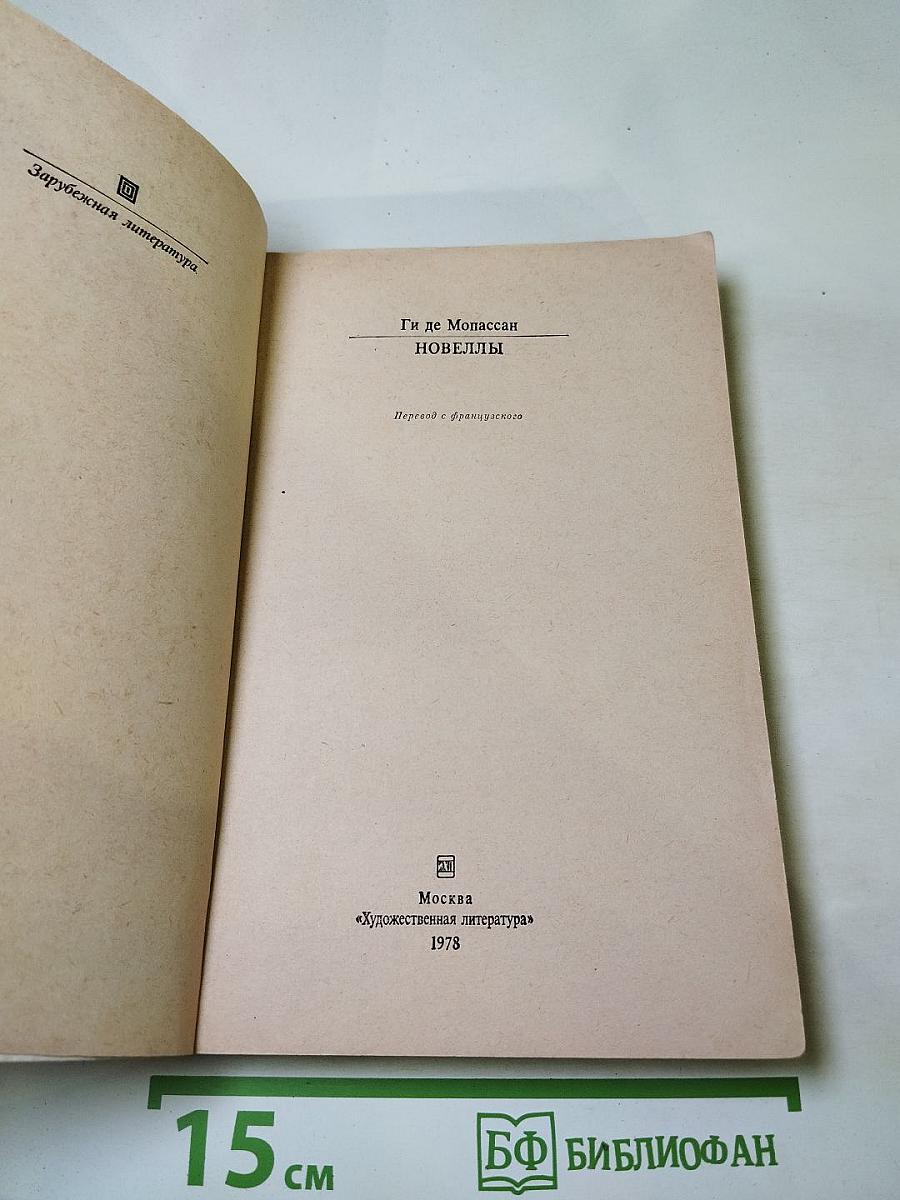 Зарубежная литература
Ги де Мопассан
НОВЕЛЛЫ
Перевод с французского
Москва
«Художественная литература»
1978
15 см
БФ БИБЛИОФАН